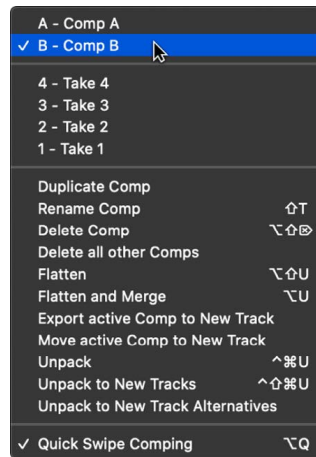 A - Comp A
✓ B - Comp B
4 - Take 4
3 - Take 3
2 - Take 2
1 - Take 1
Duplicate Comp
Rename Comp ⇧T
Delete Comp ⌥⇧⌦
Delete all other Comps
Flatten ⌥⇧U
Flatten and Merge ⌥U
Export active Comp to New Track
Move active Comp to New Track
Unpack ^⌘U
Unpack to New Tracks ^⇧⌘U
Unpack to New Track Alternatives
✓ Quick Swipe Comping ⌥Q